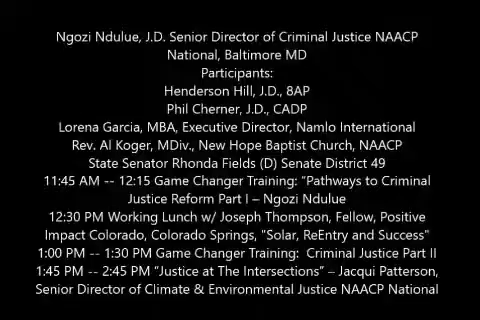 Ngozi Ndulue, J.D. Senior Director of Criminal Justice NAACP
National, Baltimore MD
Participants:
Henderson Hill, J.D., 8AP
Phil Cherner, J.D., CADP
Lorena Garcia, MBA, Executive Director, Namlo International
Rev. Al Koger, MDiv., New Hope Baptist Church, NAACP
State Senator Rhonda Fields (D) Senate District 49
11:45 AM -- 12:15 Game Changer Training: “Pathways to Criminal
Justice Reform Part I – Ngozi Ndulue
12:30 PM Working Lunch w/ Joseph Thompson, Fellow, Positive
Impact Colorado, Colorado Springs, "Solar, ReEntry and Success"
1:00 PM -- 1:30 PM Game Changer Training:  Criminal Justice Part II
1:45 PM -- 2:45 PM “Justice at The Intersections” – Jacqui Patterson,
Senior Director of Climate & Environmental Justice NAACP National